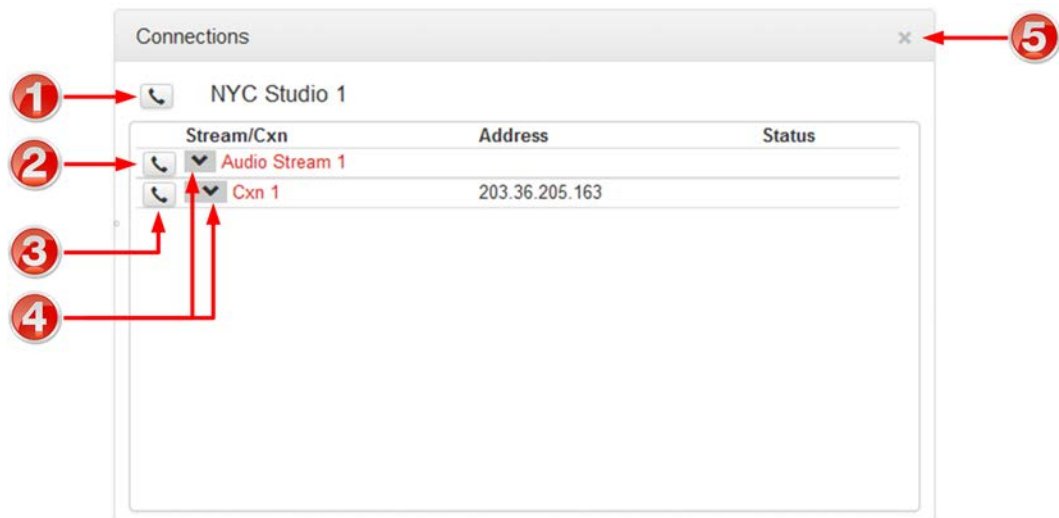 Connections × 5
1 NYC Studio 1
Stream/Cxn Address Status
2 Audio Stream 1
Cxn 1 203.36.205.163
3
4